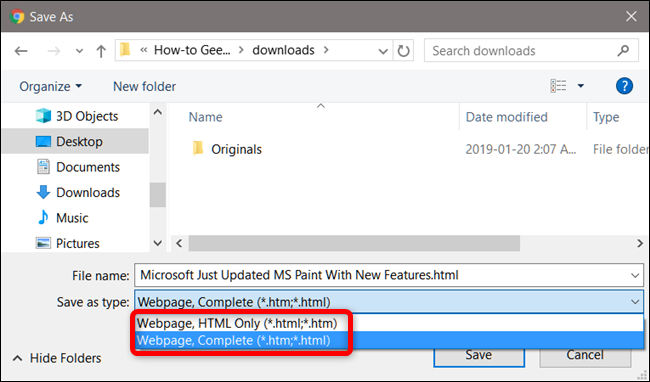 Save As
« How-to Gee... › downloads ›
Search downloads
Organize
New folder
?
3D Objects
Desktop
Documents
Downloads
Music
Pictures
Name
Date modified
Type
Originals
2019-01-20 2:07 A...
File folder
File name: Microsoft Just Updated MS Paint With New Features.html
Save as type: Webpage, Complete (*.htm;*.html)
Webpage, HTML Only (*.html;*.htm)
Webpage, Complete (*.htm;*.html)
Hide Folders
Save
Cancel